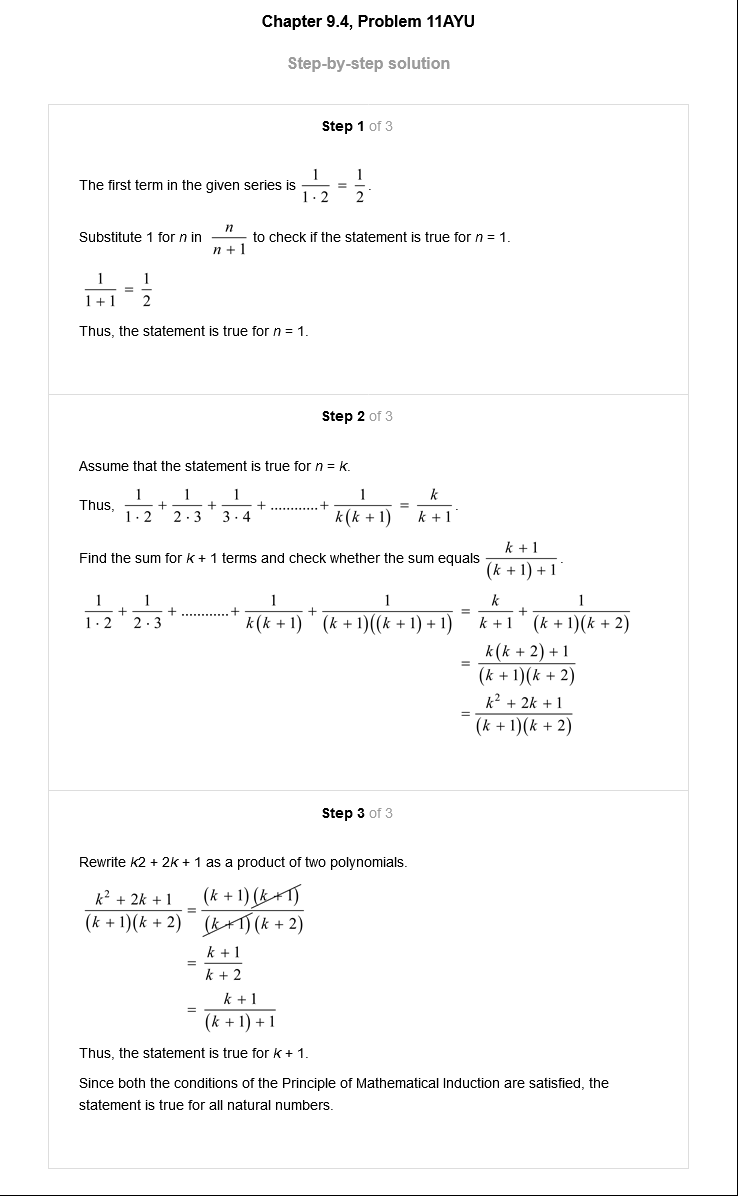 Chapter 9.4, Problem 11AYU
Step-by-step solution
Step 1 of 3
The first term in the given series is \frac{1}{1 \cdot 2} = \frac{1}{2}.
Substitute 1 for n in \frac{n}{n+1} to check if the statement is true for n = 1.
\frac{1}{1+1} = \frac{1}{2}
Thus, the statement is true for n = 1.
Step 2 of 3
Assume that the statement is true for n = k.
Thus, \frac{1}{1 \cdot 2} + \frac{1}{2 \cdot 3} + \frac{1}{3 \cdot 4} + ............ + \frac{1}{k(k+1)} = \frac{k}{k+1}.
Find the sum for k + 1 terms and check whether the sum equals \frac{k+1}{(k+1)+1}.
\frac{1}{1 \cdot 2} + \frac{1}{2 \cdot 3} + ............ + \frac{1}{k(k+1)} + \frac{1}{(k+1)((k+1)+1)} = \frac{k}{k+1} + \frac{1}{(k+1)(k+2)}
= \frac{k(k+2)+1}{(k+1)(k+2)}
= \frac{k^2+2k+1}{(k+1)(k+2)}
Step 3 of 3
Rewrite k2 + 2k + 1 as a product of two polynomials.
\frac{k^2+2k+1}{(k+1)(k+2)} = \frac{(k+1)(k+1)}{(k+1)(k+2)}
= \frac{k+1}{k+2}
= \frac{k+1}{(k+1)+1}
Thus, the statement is true for k + 1.
Since both the conditions of the Principle of Mathematical Induction are satisfied, the
statement is true for all natural numbers.